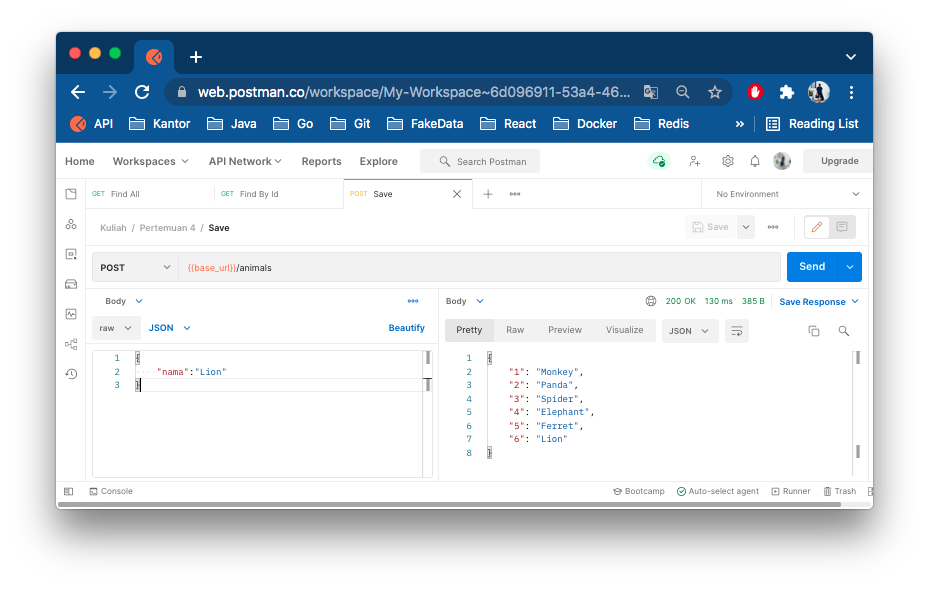 web.postman.co/workspace/My-Workspace~6d096911-53a4-46...
API Kantor Java Go Git FakeData React Docker Redis » Reading List
Home Workspaces API Network Reports Explore Search Postman Upgrade
GET Find All GET Find By Id POST Save No Environment
Kuliah / Pertemuan 4 / Save Save
POST {{base_url}}/animals Send
Body
raw JSON Beautify
1 {
2 "nama":"Lion"
3 }
Body 200 OK 130 ms 385 B Save Response
Pretty Raw Preview Visualize JSON
1 {
2 "1": "Monkey",
3 "2": "Panda",
4 "3": "Spider",
5 "4": "Elephant",
6 "5": "Ferret",
7 "6": "Lion"
8 }
Console Bootcamp Auto-select agent Runner Trash